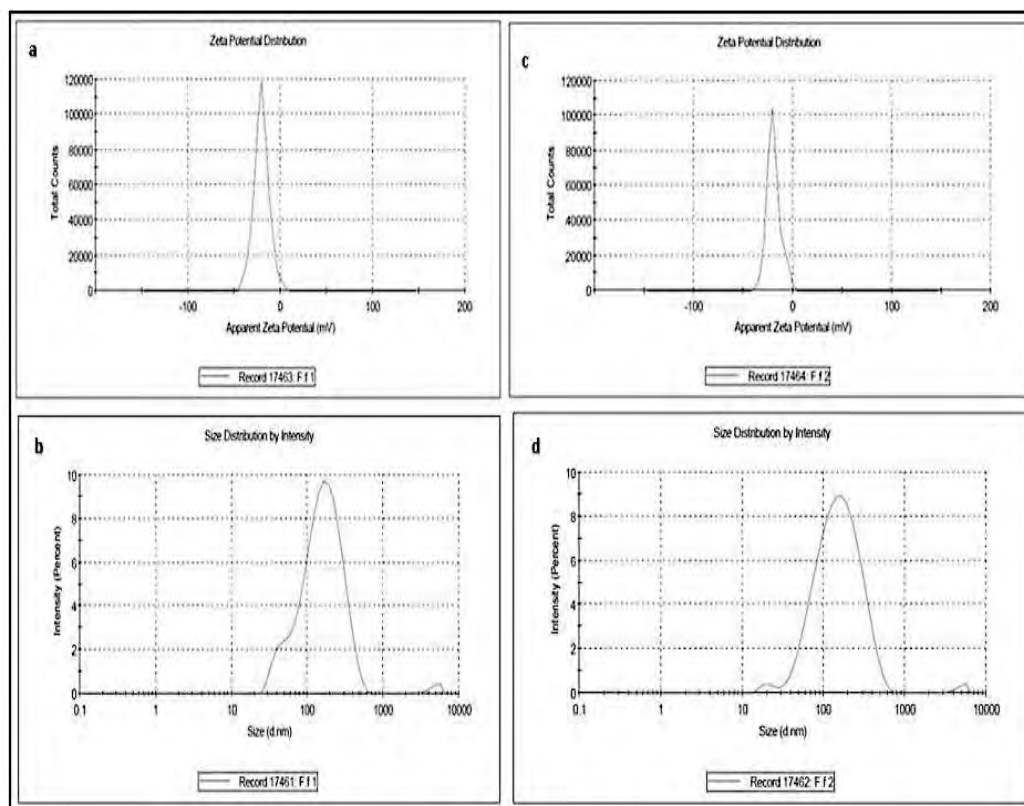 a
Zeta Potential Distribution
120000
100000
80000
60000
40000
20000
0
Total Counts
-100 0 100 200
Apparent Zeta Potential (mV)
Record 17463: F f 1
c
Zeta Potential Distribution
120000
100000
80000
60000
40000
20000
0
Total Counts
-100 0 100 200
Apparent Zeta Potential (mV)
Record 17464: F f 2
b
Size Distribution by Intensity
10
8
6
4
2
0
Intensity (Percent)
0.1 1 10 100 1000 10000
Size (d.nm)
Record 17461: F f 1
d
Size Distribution by Intensity
10
8
6
4
2
0
Intensity (Percent)
0.1 1 10 100 1000 10000
Size (d.nm)
Record 17462: F f 2